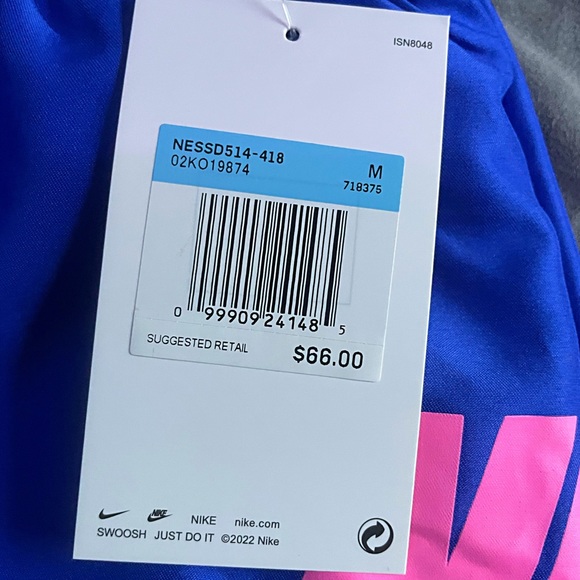 ISN8048
NESSD514-418
02KO19874
M
718375
0 99909 24148 5
SUGGESTED RETAIL $66.00
NIKE
NIKE nike.com
SWOOSH JUST DO IT ©2022 Nike